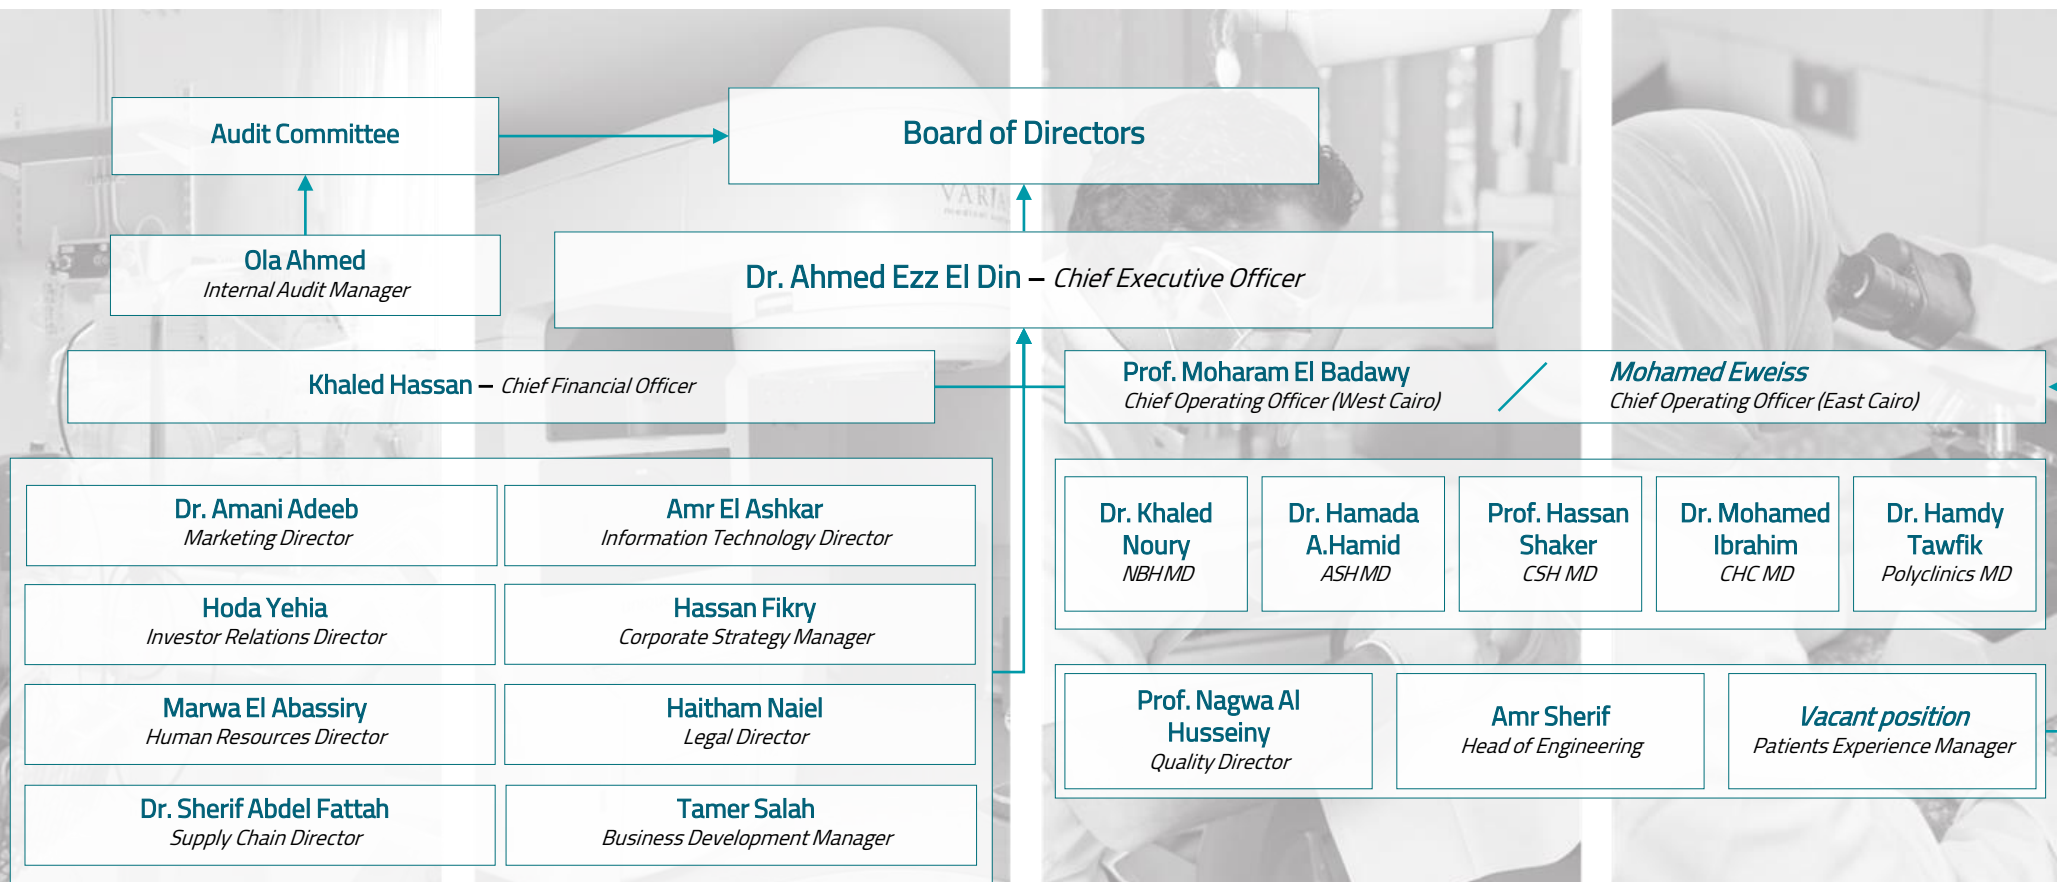 Audit Committee
Board of Directors
VARIAN
medical
Ola Ahmed
Internal Audit Manager
Dr. Ahmed Ezz El Din – Chief Executive Officer
Khaled Hassan – Chief Financial Officer
Prof. Moharam El Badawy
Chief Operating Officer (West Cairo)
Mohamed Eweiss
Chief Operating Officer (East Cairo)
Dr. Amani Adeeb
Marketing Director
Amr El Ashkar
Information Technology Director
Hoda Yehia
Investor Relations Director
Hassan Fikry
Corporate Strategy Manager
Marwa El Abassiry
Human Resources Director
Haitham Naiel
Legal Director
Dr. Sherif Abdel Fattah
Supply Chain Director
Tamer Salah
Business Development Manager
Dr. Khaled
Noury
NBH MD
Dr. Hamada
A.Hamid
ASH MD
Prof. Hassan
Shaker
CSH MD
Dr. Mohamed
Ibrahim
CHC MD
Dr. Hamdy
Tawfik
Polyclinics MD
Prof. Nagwa Al
Husseiny
Quality Director
Amr Sherif
Head of Engineering
Vacant position
Patients Experience Manager